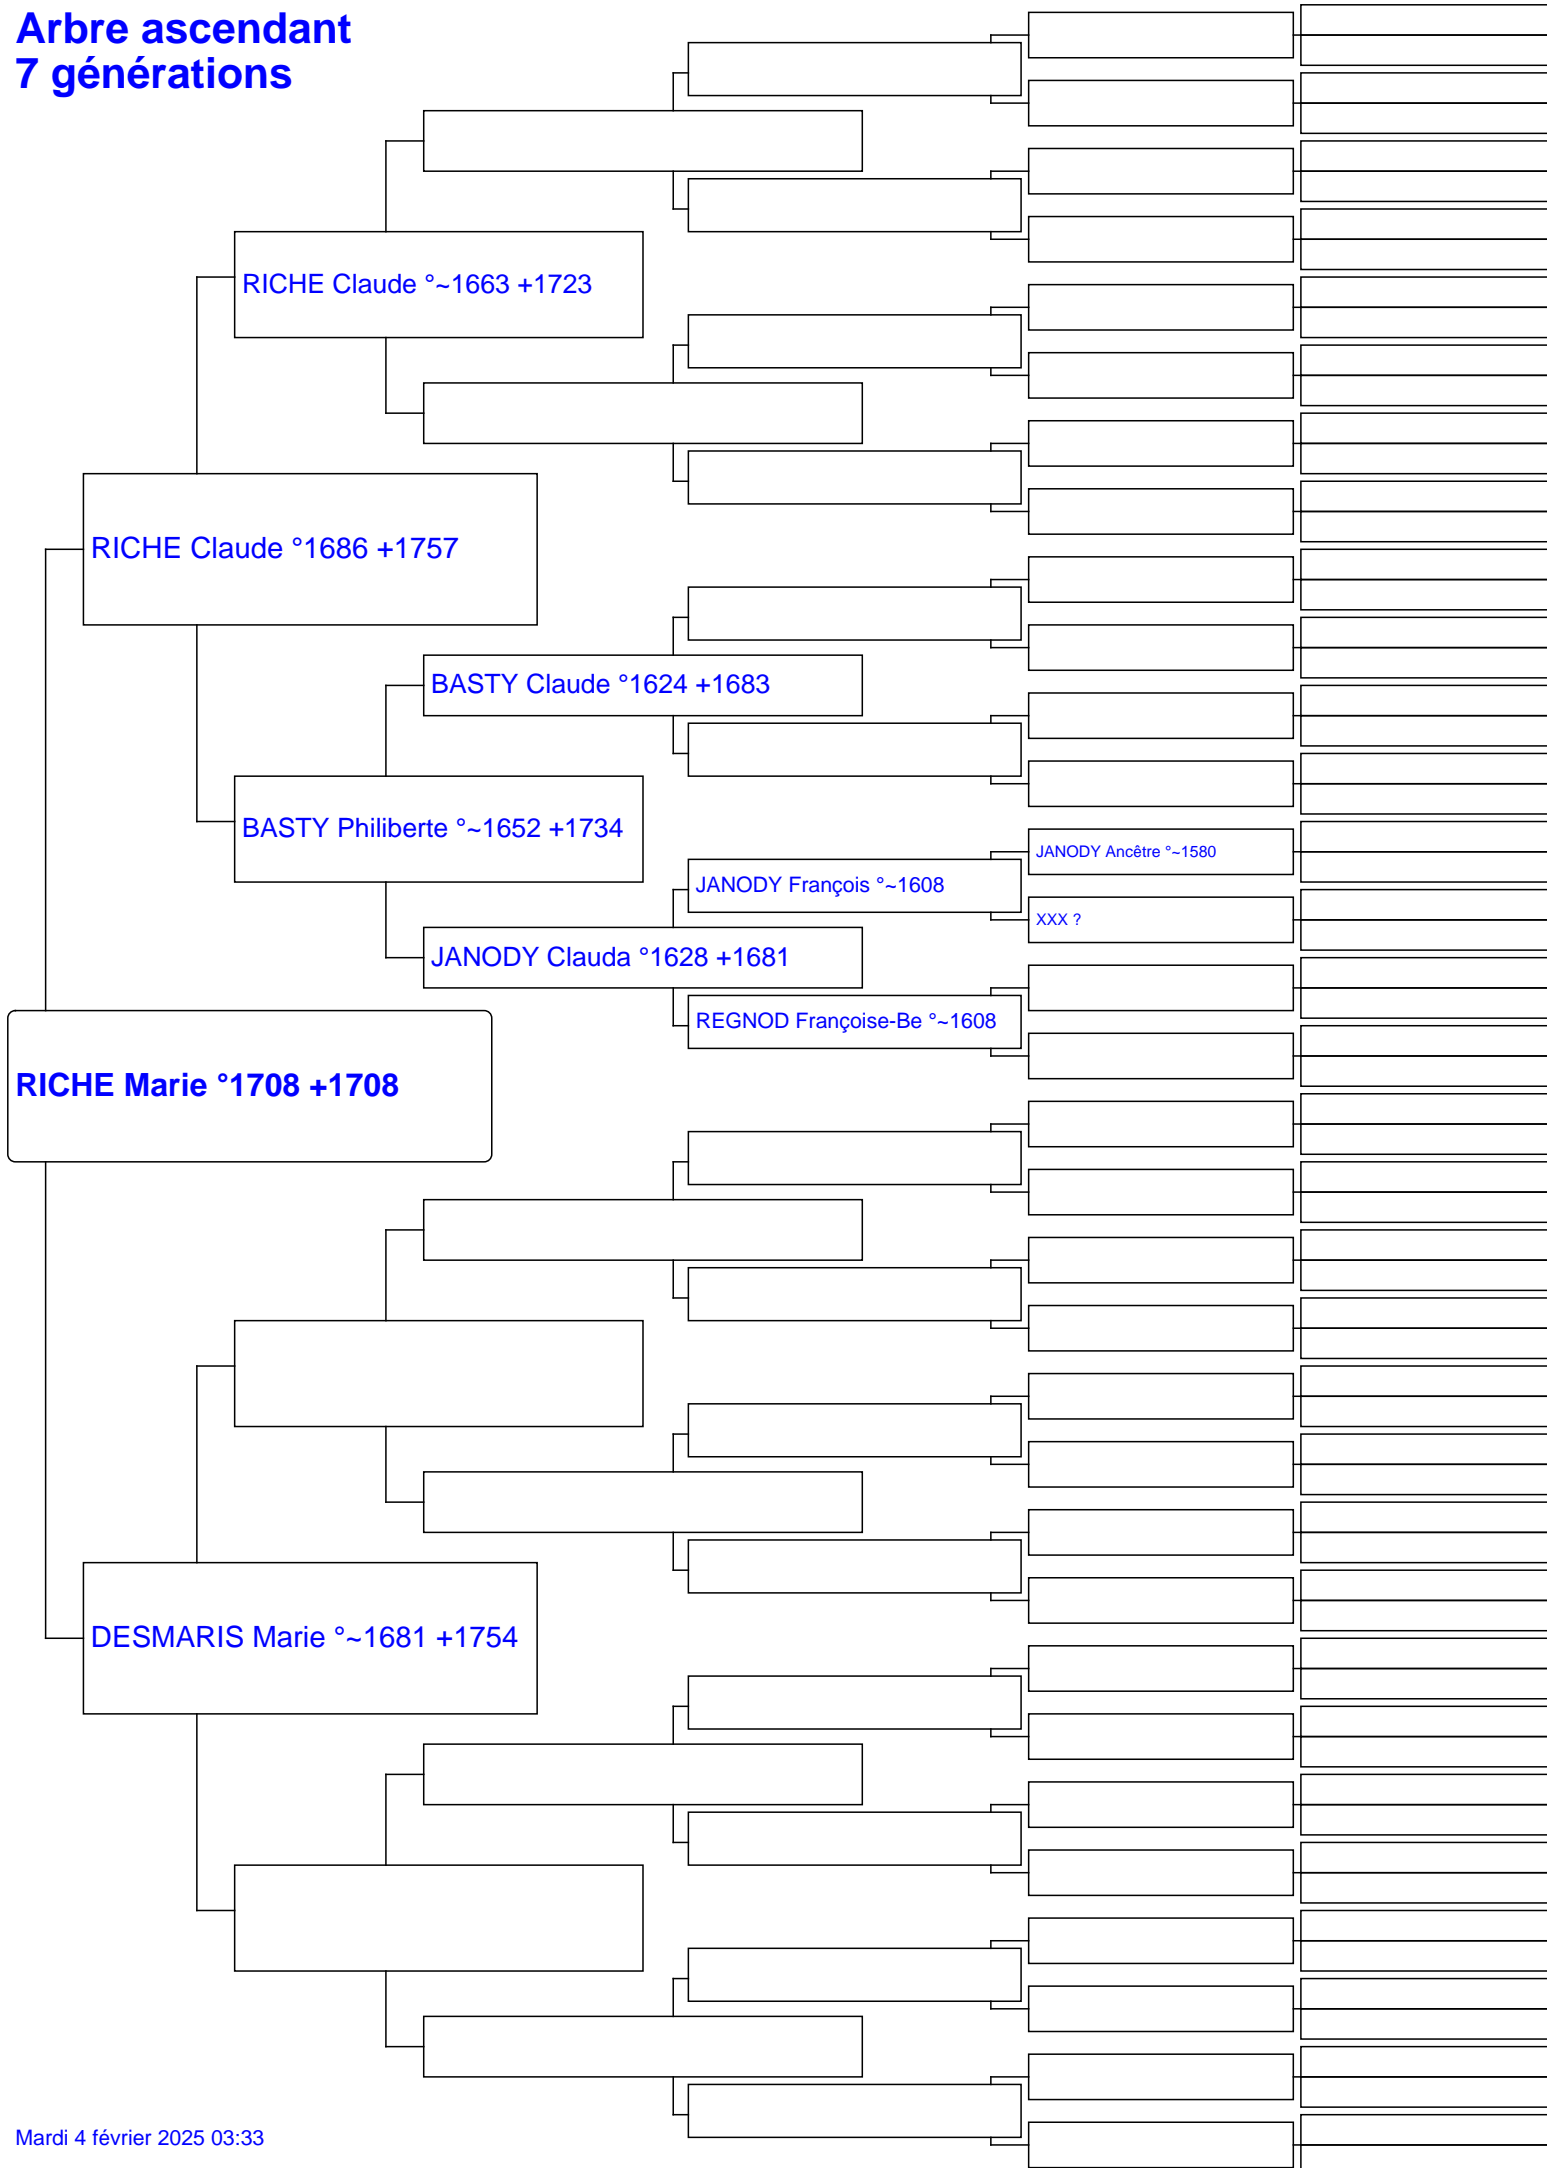 Arbre ascendant
7 générations
RICHE Claude °~1663 +1723
RICHE Claude °1686 +1757
BASTY Claude °1624 +1683
BASTY Philiberte °~1652 +1734
JANODY Ancêtre °~1580
JANODY François °~1608
XXX ?
JANODY Clauda °1628 +1681
REGNOD Françoise-Be °~1608
RICHE Marie °1708 +1708
DESMARIS Marie °~1681 +1754
Mardi 4 février 2025 03:33